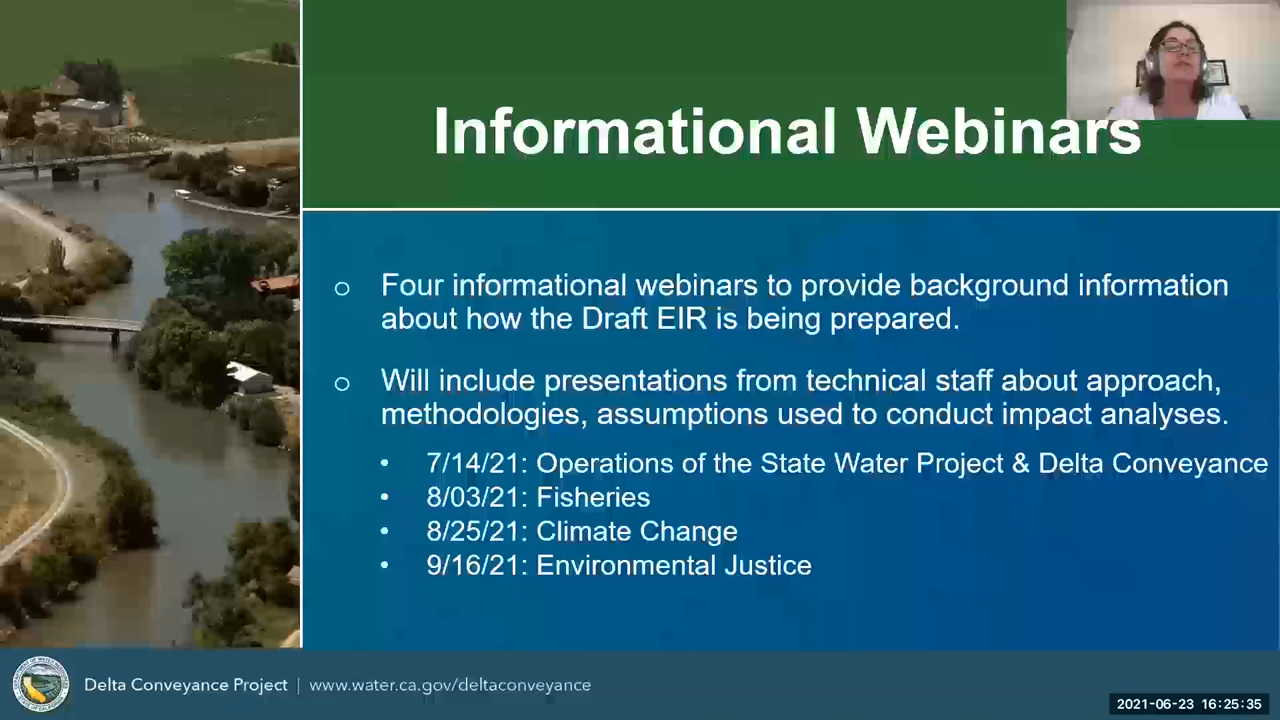 Informational Webinars
Four informational webinars to provide background information
about how the Draft EIR is being prepared.
Will include presentations from technical staff about approach,
methodologies, assumptions used to conduct impact analyses.
7/14/21: Operations of the State Water Project & Delta Conveyance
8/03/21: Fisheries
8/25/21: Climate Change
9/16/21: Environmental Justice
Delta Conveyance Project | www.water.ca.gov/deltaconveyance
2021-06-23 16:25:35